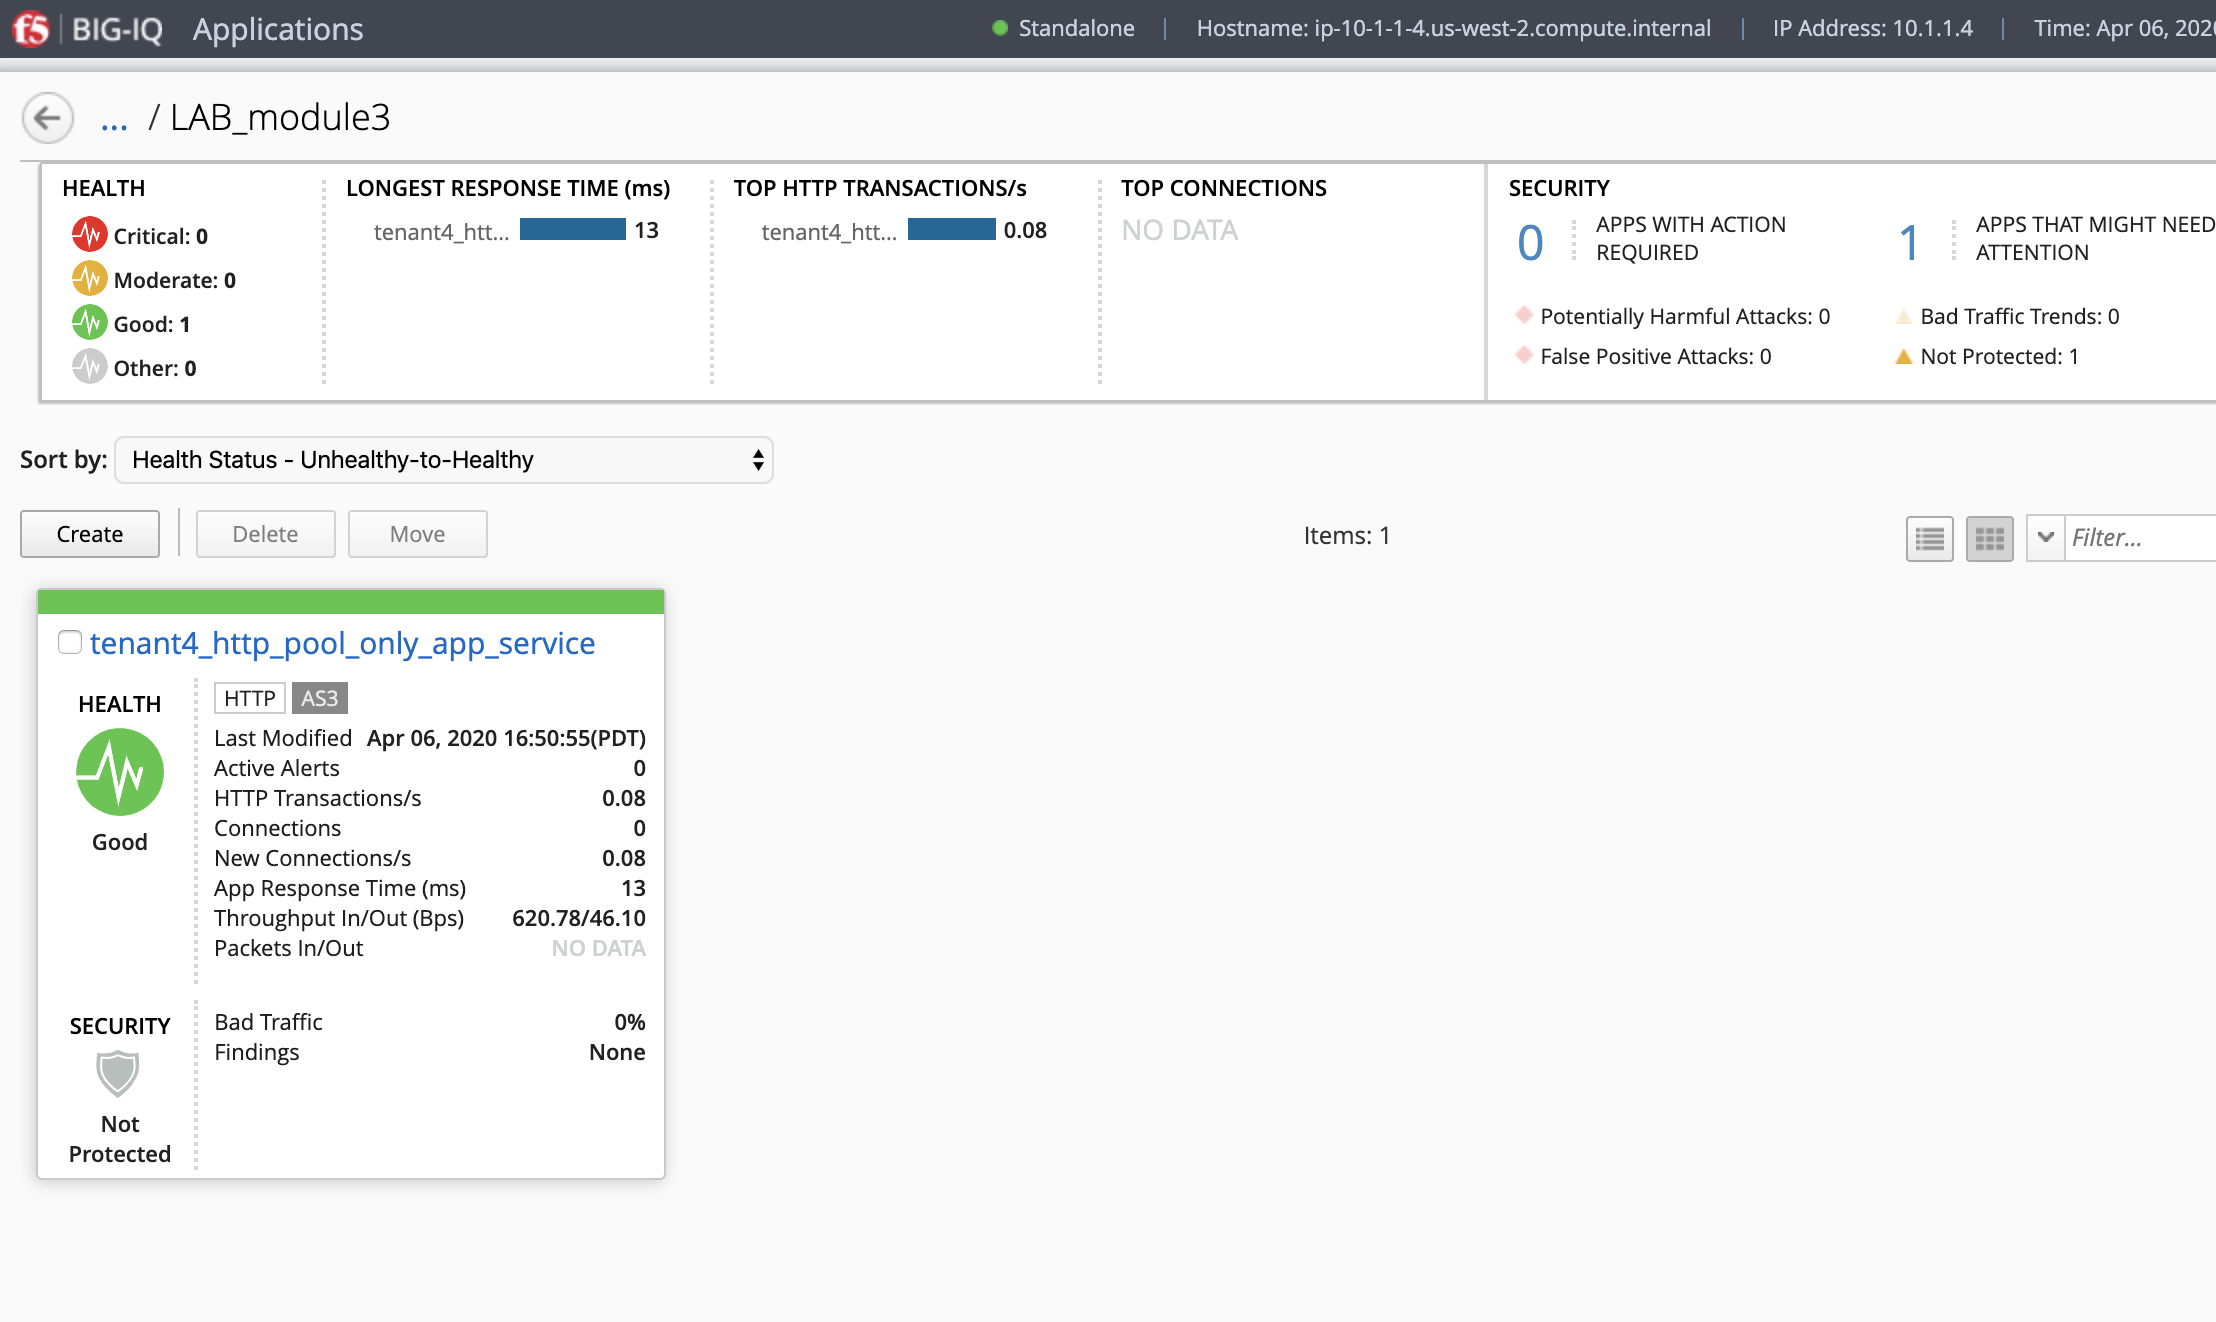 f5 BIG-IQ Applications Standalone Hostname: ip-10-1-1-4.us-west-2.compute.internal IP Address: 10.1.1.4 Time: Apr 06, 202
... / LAB_module3
HEALTH
Critical: 0
Moderate: 0
Good: 1
Other: 0
LONGEST RESPONSE TIME (ms)
tenant4_htt... 13
TOP HTTP TRANSACTIONS/s
tenant4_htt... 0.08
TOP CONNECTIONS
NO DATA
SECURITY
0 APPS WITH ACTION
REQUIRED
Potentially Harmful Attacks: 0
False Positive Attacks: 0
1 APPS THAT MIGHT NEED
ATTENTION
Bad Traffic Trends: 0
Not Protected: 1
Sort by: Health Status - Unhealthy-to-Healthy
Create Delete Move Items: 1 Filter...
tenant4_http_pool_only_app_service
HEALTH
Good
HTTP AS3
Last Modified Apr 06, 2020 16:50:55(PDT)
Active Alerts 0
HTTP Transactions/s 0.08
Connections 0
New Connections/s 0.08
App Response Time (ms) 13
Throughput In/Out (Bps) 620.78/46.10
Packets In/Out NO DATA
SECURITY
Not
Protected
Bad Traffic 0%
Findings None